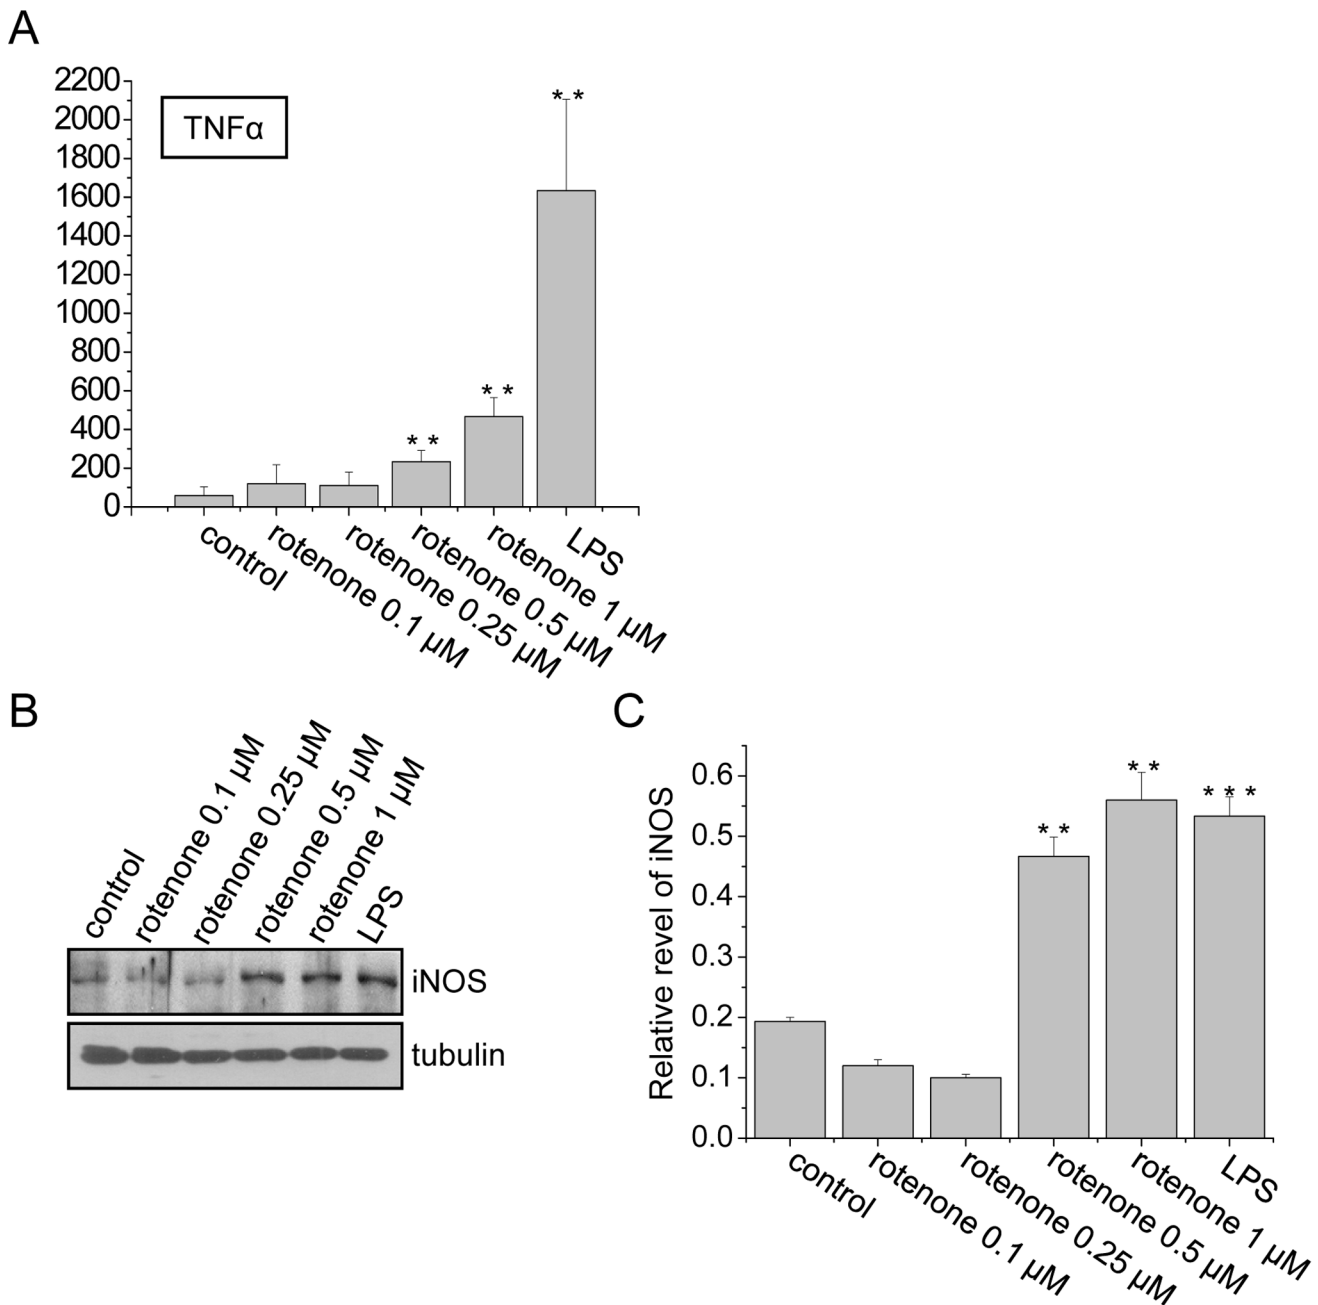 A
2200
2000
1800
1600
1400
1200
1000
800
600
400
200
0
TNFα
* *
* *
* *
control
rotenone 0.1 µM
rotenone 0.25 µM
rotenone 0.5 µM
rotenone 1 µM
LPS
B
control
rotenone 0.1 µM
rotenone 0.25 µM
rotenone 0.5 µM
rotenone 1 µM
LPS
iNOS
tubulin
C
Relative level of iNOS
0.6
0.5
0.4
0.3
0.2
0.1
0.0
* *
* *
* * *
control
rotenone 0.1 µM
rotenone 0.25 µM
rotenone 0.5 µM
rotenone 1 µM
LPS